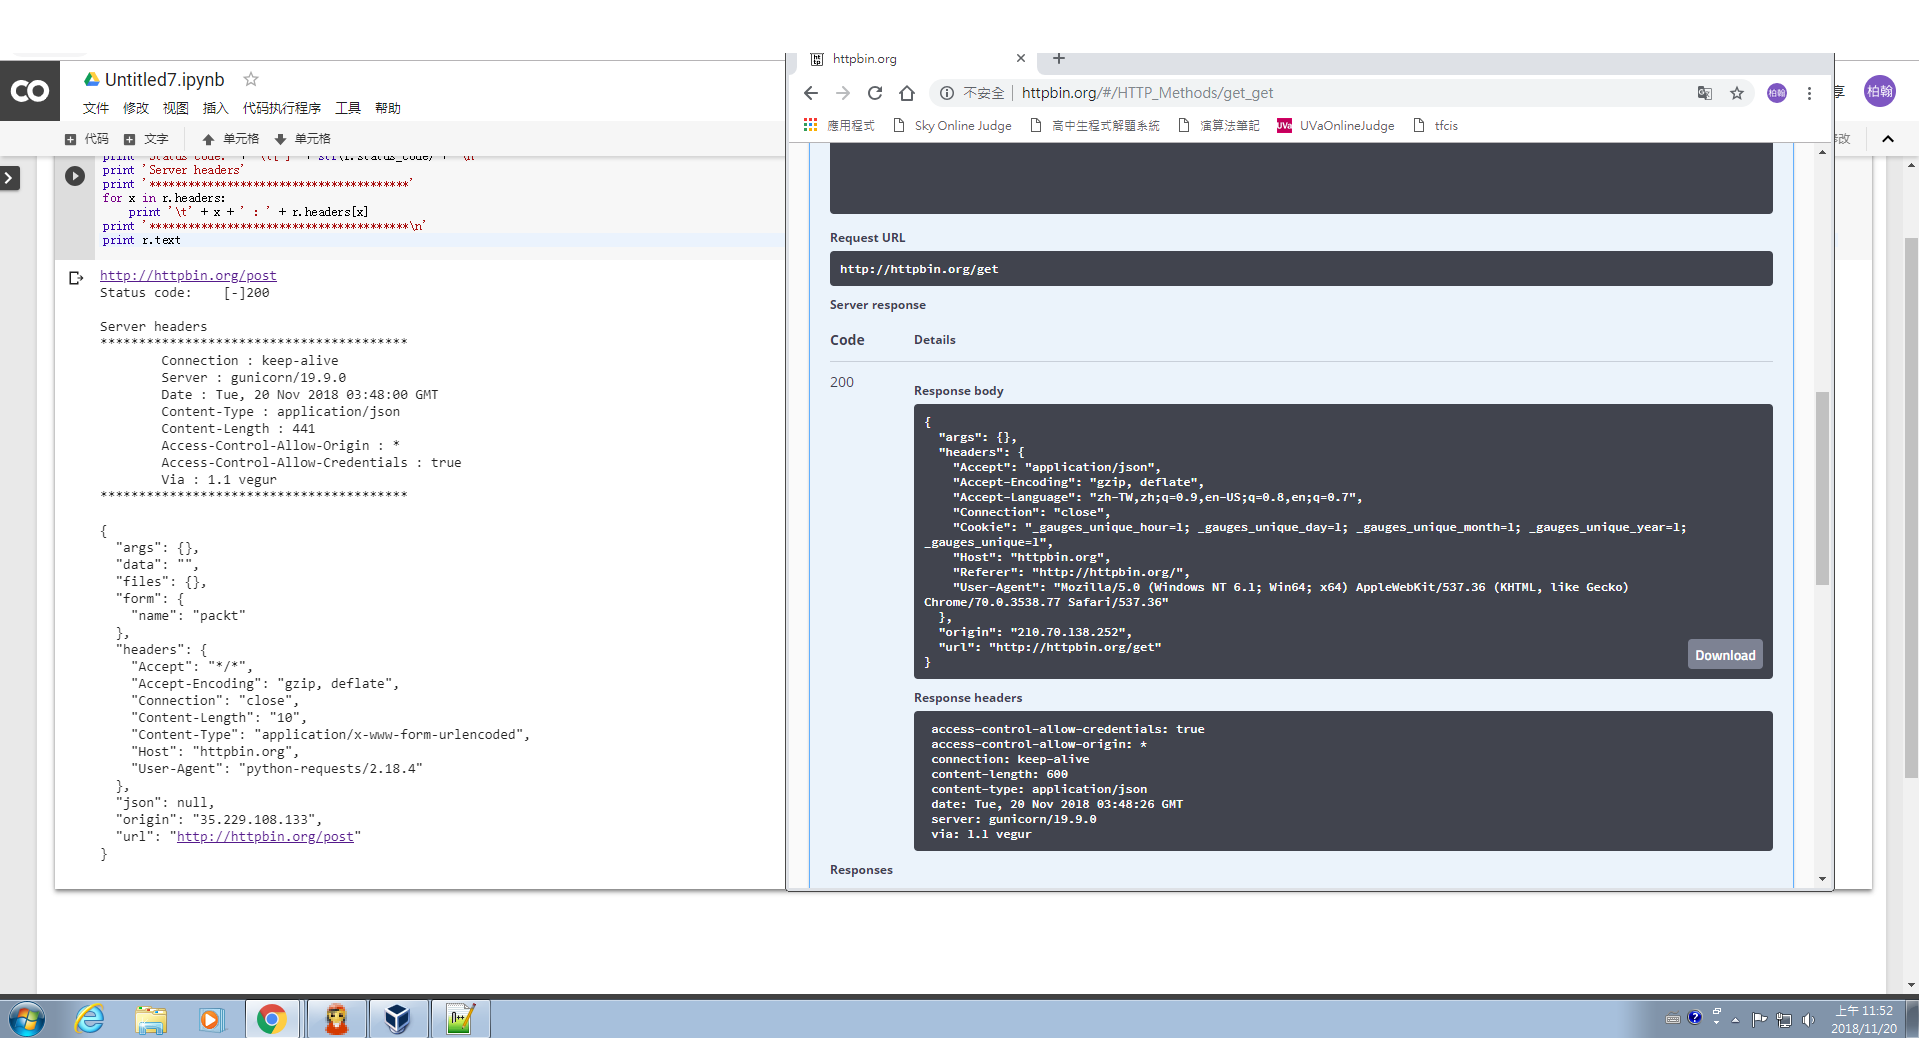 Untitled7.ipynb
文件 修改 视图 插入 代码执行程序 工具 帮助
代码 文字 单元格 单元格
print 'Status code:' + '\t[-]' + str(r.status_code) + '\n'
print 'Server headers'
print '****************************************'
for x in r.headers:
print '\t' + x + ' : ' + r.headers[x]
print '****************************************\n'
print r.text
http://httpbin.org/post
Status code: [-]200
Server headers
****************************************
Connection : keep-alive
Server : gunicorn/19.9.0
Date : Tue, 20 Nov 2018 03:48:00 GMT
Content-Type : application/json
Content-Length : 441
Access-Control-Allow-Origin : *
Access-Control-Allow-Credentials : true
Via : 1.1 vegur
****************************************
{
"args": {},
"data": "",
"files": {},
"form": {
"name": "packt"
},
"headers": {
"Accept": "*/*",
"Accept-Encoding": "gzip, deflate",
"Connection": "close",
"Content-Length": "10",
"Content-Type": "application/x-www-form-urlencoded",
"Host": "httpbin.org",
"User-Agent": "python-requests/2.18.4"
},
"json": null,
"origin": "35.229.108.133",
"url": "http://httpbin.org/post"
}
httpbin.org
不安全 httpbin.org/#/HTTP_Methods/get_get 柏翰
應用程式 Sky Online Judge 高中生程式解題系統 演算法筆記 UVa UVaOnlineJudge tfcis
Request URL
http://httpbin.org/get
Server response
Code Details
200
Response body
{
"args": {},
"headers": {
"Accept": "application/json",
"Accept-Encoding": "gzip, deflate",
"Accept-Language": "zh-TW,zh;q=0.9,en-US;q=0.8,en;q=0.7",
"Connection": "close",
"Cookie": "_gauges_unique_hour=1; _gauges_unique_day=1; _gauges_unique_month=1; _gauges_unique_year=1;
_gauges_unique=1",
"Host": "httpbin.org",
"Referer": "http://httpbin.org/",
"User-Agent": "Mozilla/5.0 (Windows NT 6.1; Win64; x64) AppleWebKit/537.36 (KHTML, like Gecko)
Chrome/70.0.3538.77 Safari/537.36"
},
"origin": "210.70.138.252",
"url": "http://httpbin.org/get"
}
Download
Response headers
access-control-allow-credentials: true
access-control-allow-origin: *
connection: keep-alive
content-length: 600
content-type: application/json
date: Tue, 20 Nov 2018 03:48:26 GMT
server: gunicorn/19.9.0
via: 1.1 vegur
Responses
享 柏翰
修改
上午 11:52
2018/11/20